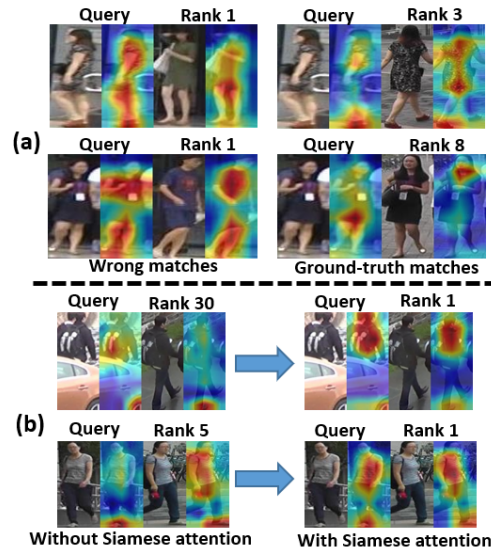 Query Rank 1 Query Rank 3
(a)
Query Rank 1 Query Rank 8
Wrong matches Ground-truth matches
Query Rank 30 Query Rank 1
(b)
Query Rank 5 Query Rank 1
Without Siamese attention With Siamese attention